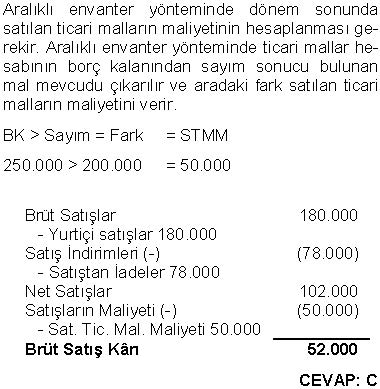 Aralıklı envanter yönteminde dönem sonunda
satılan ticari malların maliyetinin hesaplanması ge-
rekir. Aralıklı envanter yönteminde ticari mallar he-
sabının borç kalanından sayım sonucu bulunan
mal mevcudu çıkarılır ve aradaki fark satılan ticari
malların maliyetini verir.
BK > Sayım = Fark = STMM
250.000 > 200.000 = 50.000
Brüt Satışlar 180.000
- Yurtiçi satışlar 180.000
Satış İndirimleri (-) (78.000)
- Satıştan İadeler 78.000
Net Satışlar 102.000
Satışların Maliyeti (-) (50.000)
- Sat. Tic. Mal. Maliyeti 50.000
Brüt Satış Kârı 52.000
CEVAP: C